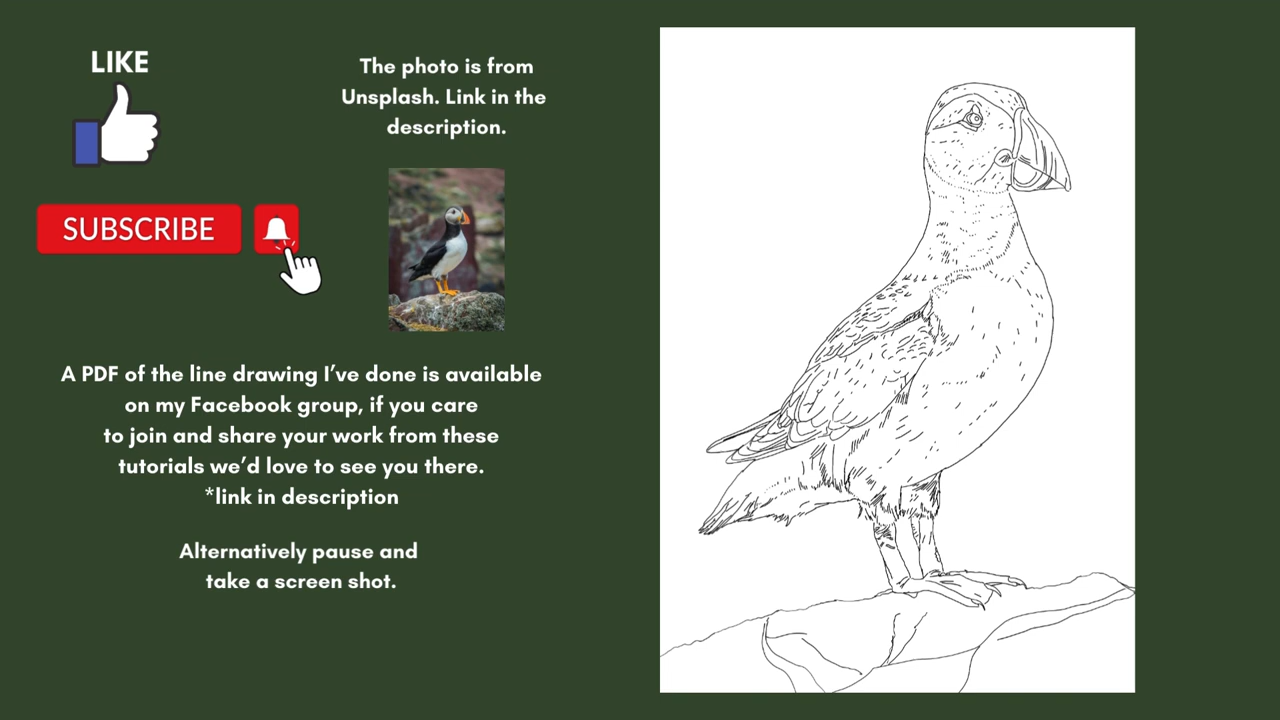 LIKE
The photo is from
Unsplash. Link in the
description.
SUBSCRIBE
A PDF of the line drawing I’ve done is available
on my Facebook group, if you care
to join and share your work from these
tutorials we’d love to see you there.
*link in description
Alternatively pause and
take a screen shot.